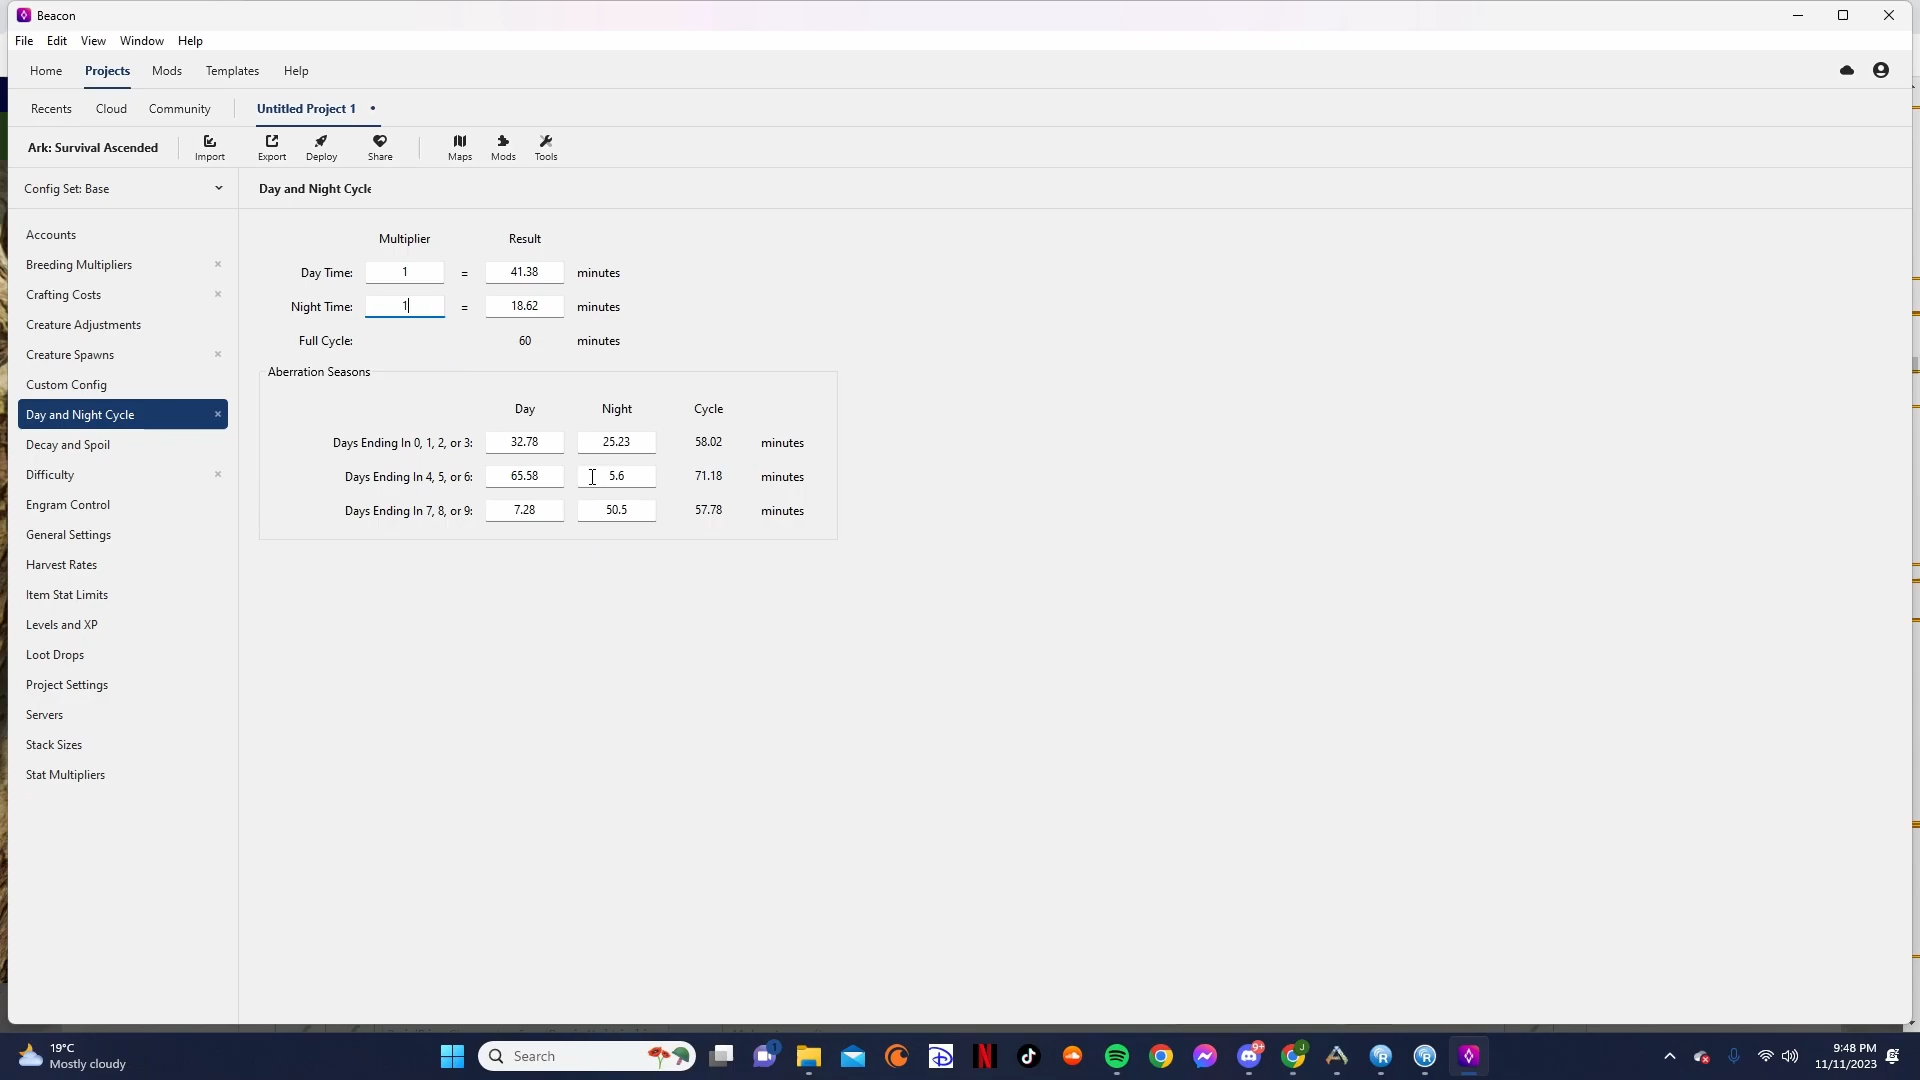 Beacon
File Edit View Window Help
Home Projects Mods Templates Help
Recents Cloud Community Untitled Project 1 •
Ark: Survival Ascended Import Export Deploy Share Maps Mods Tools
Config Set: Base
Day and Night Cycle
Accounts
Breeding Multipliers
Crafting Costs
Creature Adjustments
Creature Spawns
Custom Config
Day and Night Cycle
Decay and Spoil
Difficulty
Engram Control
General Settings
Harvest Rates
Item Stat Limits
Levels and XP
Loot Drops
Project Settings
Servers
Stack Sizes
Stat Multipliers
Multiplier Result
Day Time: 1 = 41.38 minutes
Night Time: 1 = 18.62 minutes
Full Cycle: 60 minutes
Aberration Seasons
Day Night Cycle
Days Ending In 0, 1, 2, or 3: 32.78 25.23 58.02 minutes
Days Ending In 4, 5, or 6: 65.58 5.6 71.18 minutes
Days Ending In 7, 8, or 9: 7.28 50.5 57.78 minutes
19°C
Mostly cloudy
Search
1
9+
J
9:48 PM
11/11/2023